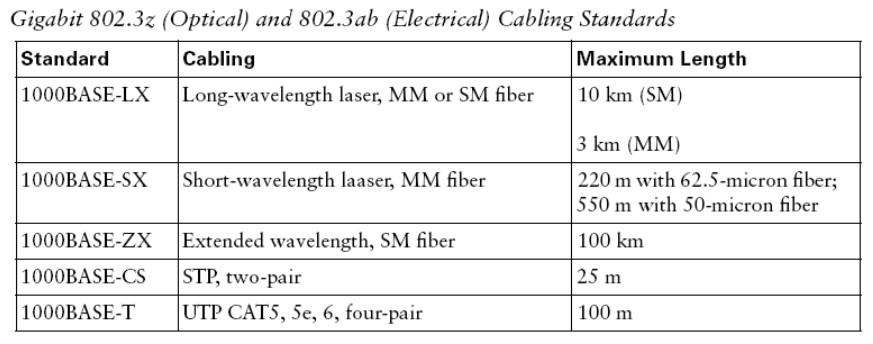 Gigabit 802.3z (Optical) and 802.3ab (Electrical) Cabling Standards
Standard Cabling Maximum Length
1000BASE-LX Long-wavelength laser, MM or SM fiber 10 km (SM)
3 km (MM)
1000BASE-SX Short-wavelength laaser, MM fiber 220 m with 62.5-micron fiber;
550 m with 50-micron fiber
1000BASE-ZX Extended wavelength, SM fiber 100 km
1000BASE-CS STP, two-pair 25 m
1000BASE-T UTP CAT5, 5e, 6, four-pair 100 m